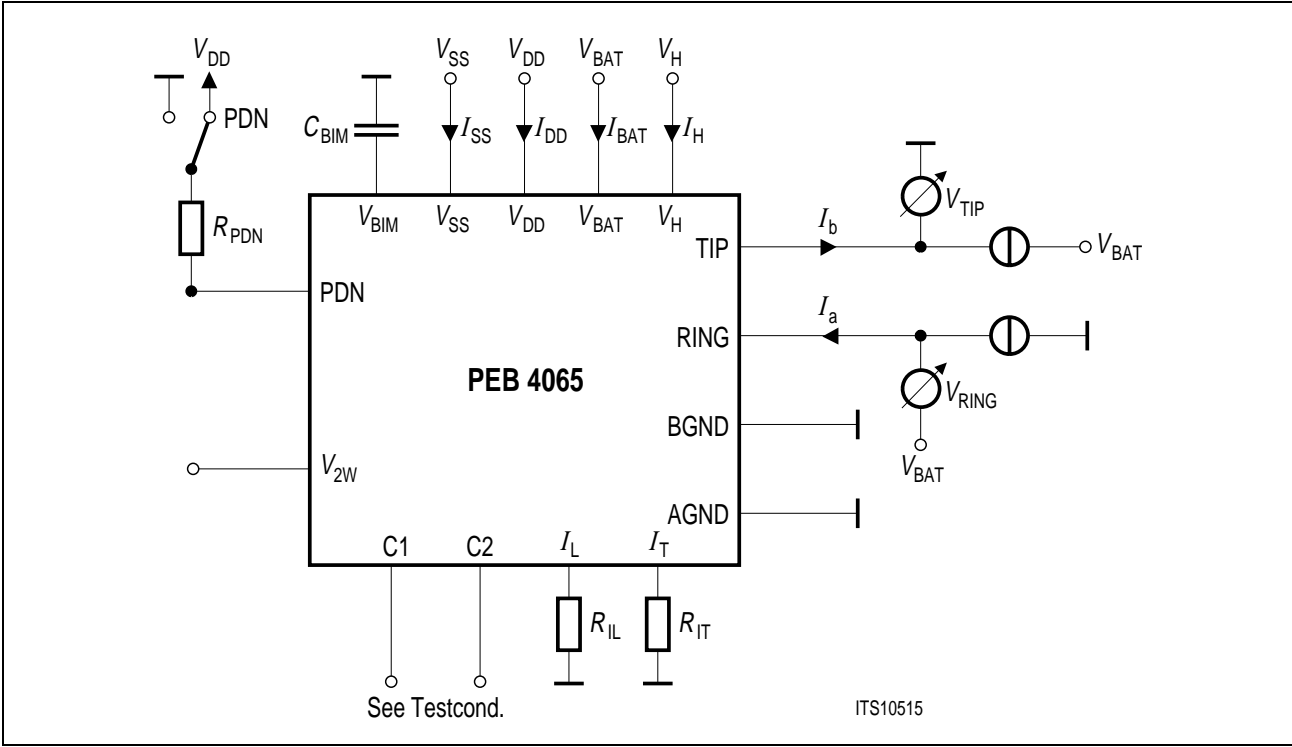 VDD
VSS VDD VBAT VH
PDN
CBIM ISS IDD IBAT IH
RPDN
VBIM VSS VDD VBAT VH
VTIP
TIP Ib VBAT
PDN
RING Ia
PEB 4065
VRING
BGND
VBAT
V2W
AGND
C1 C2 IL IT
RIL RIT
See Testcond.
ITS10515